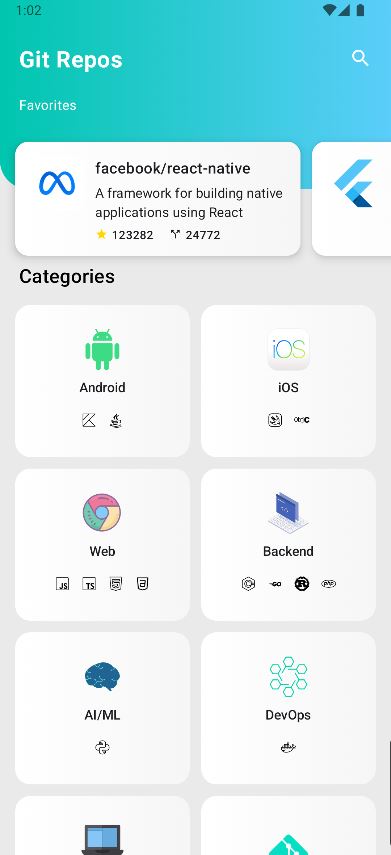 1:02
Git Repos
Favorites
facebook/react-native
A framework for building native
applications using React
123282 24772
Categories
Android
iOS
iOS
JS TS
Web
Backend
GO PHP
AI/ML
DevOps